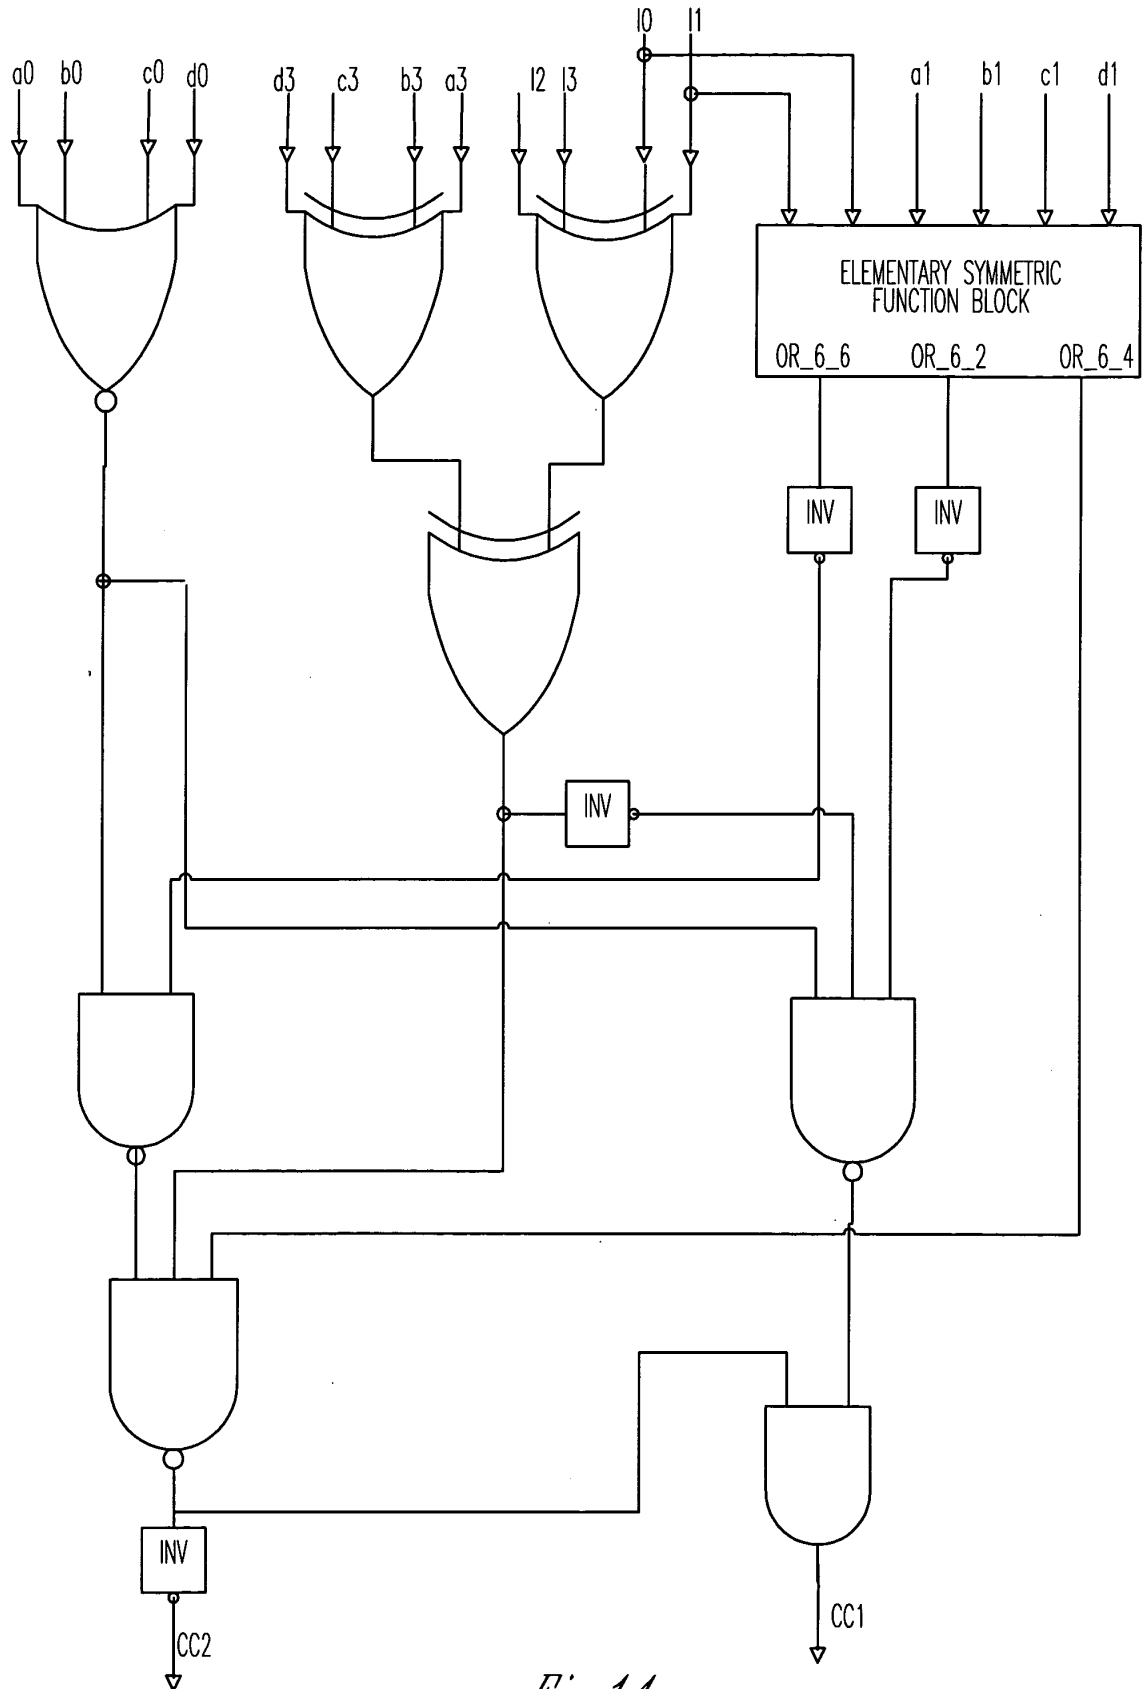 I0 I1
a0 b0 c0 d0 d3 c3 b3 a3 I2 I3 a1 b1 c1 d1
ELEMENTARY SYMMETRIC
FUNCTION BLOCK
OR_6_6 OR_6_2 OR_6_4
INV INV
INV
INV
CC1
CC2